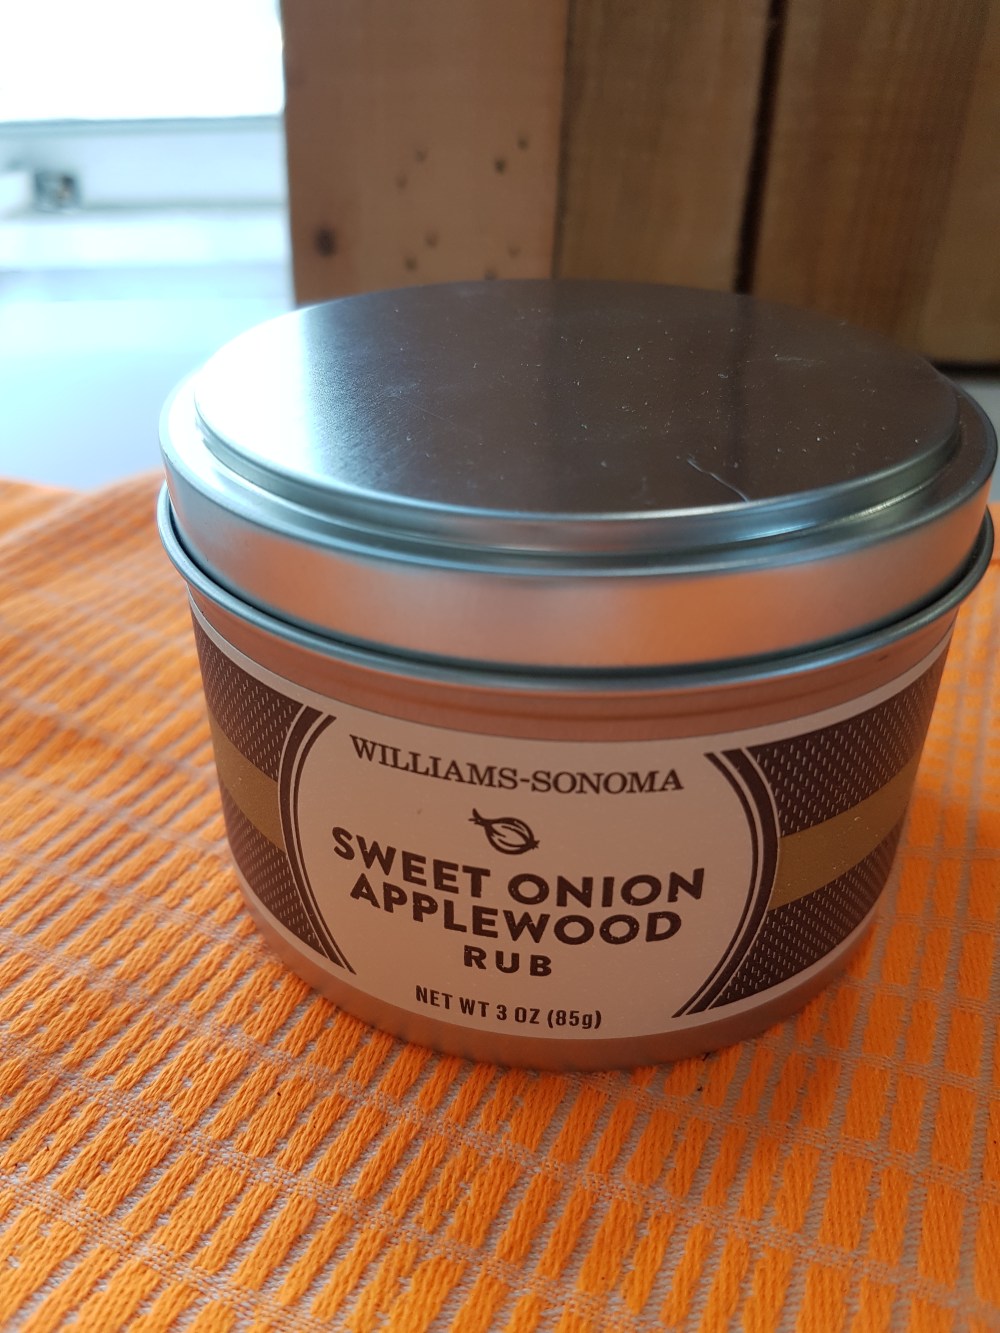 WILLIAMS-SONOMA
SWEET ONION
APPLEWOOD
RUB
NET WT 3 OZ (85g)